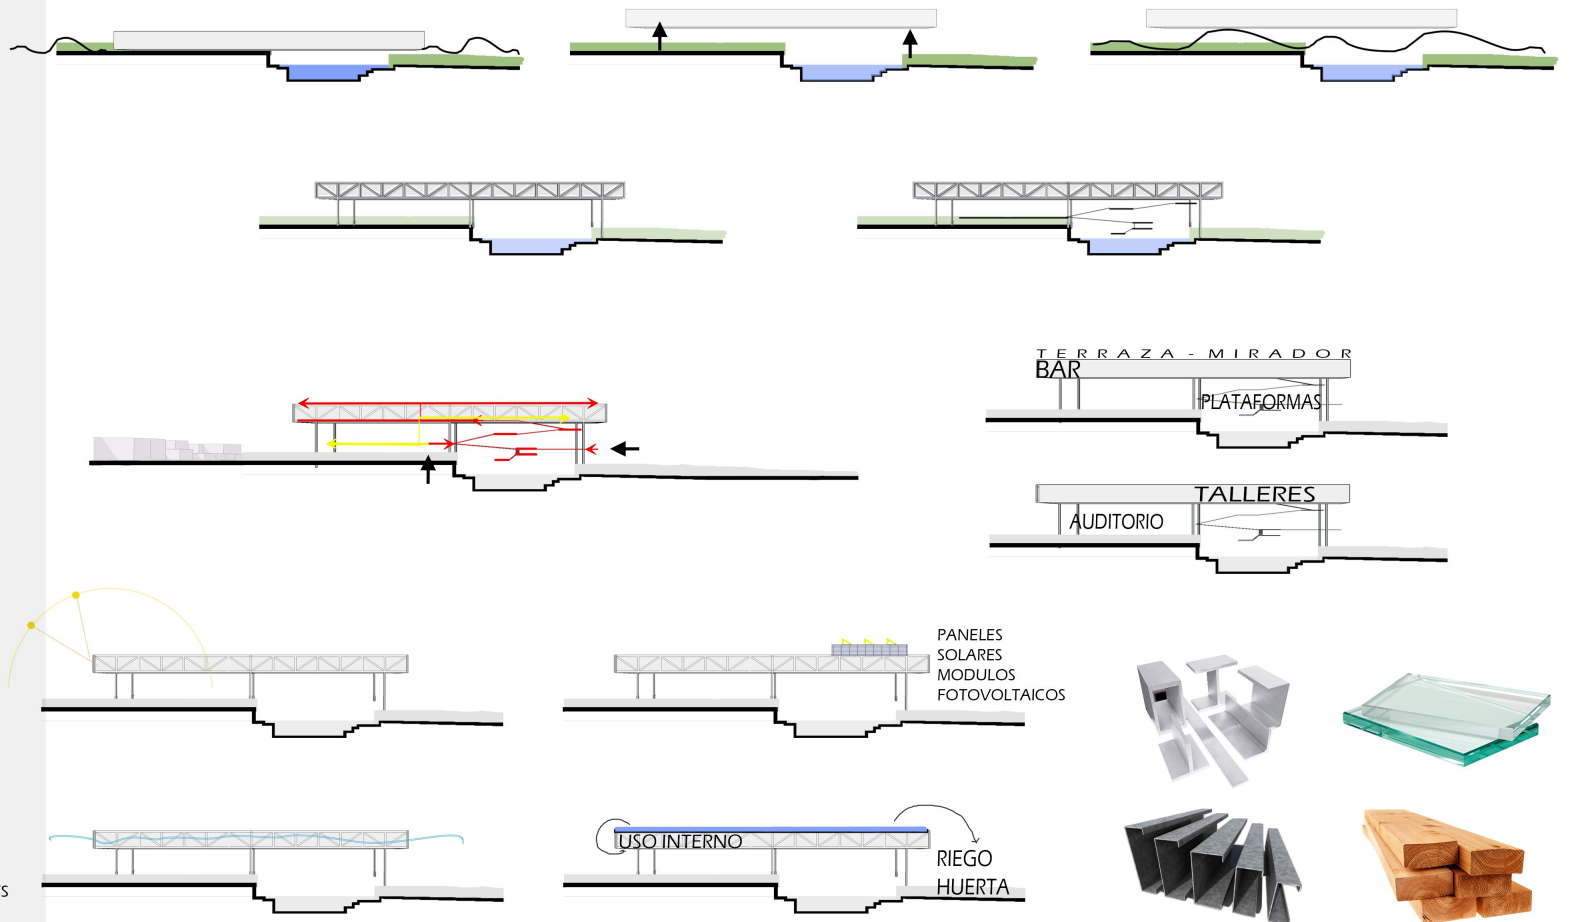 TERRAZA - MIRADOR
BAR
PLATAFORMAS
TALLERES
AUDITORIO
PANELES
SOLARES
MODULOS
FOTOVOLTAICOS
USO INTERNO
RIEGO
HUERTA